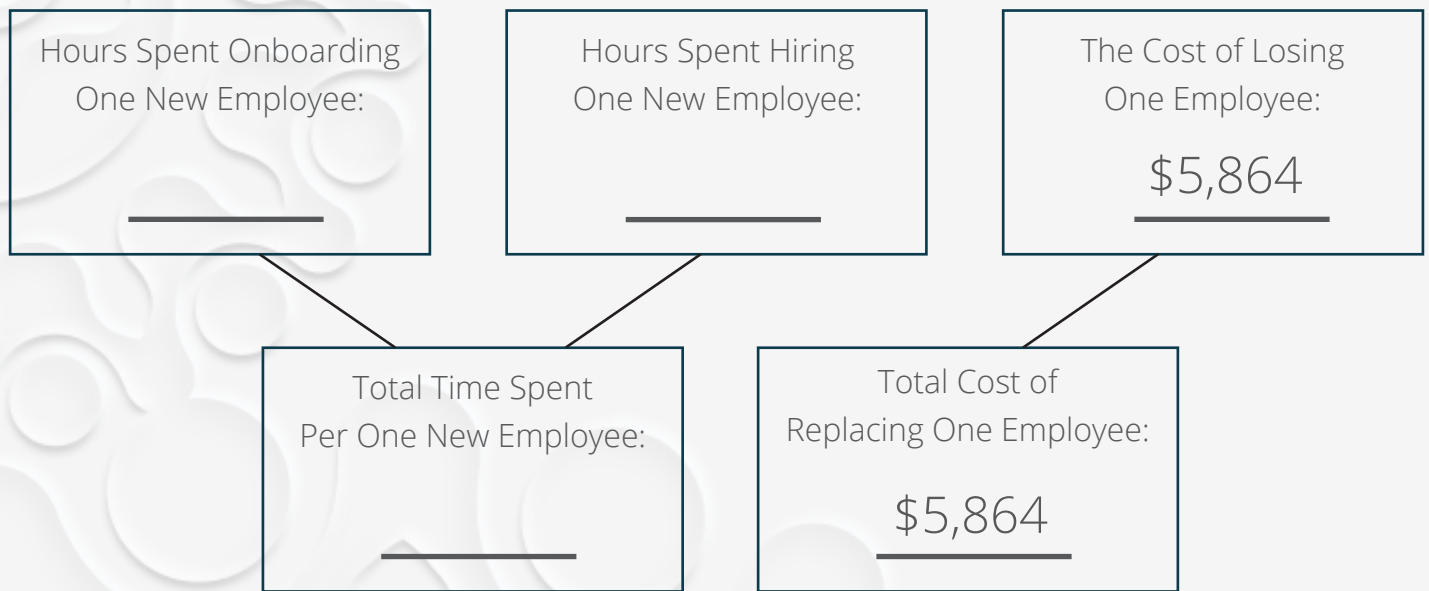 Hours Spent Onboarding
One New Employee:
Hours Spent Hiring
One New Employee:
The Cost of Losing
One Employee:
$5,864
Total Time Spent
Per One New Employee:
Total Cost of
Replacing One Employee:
$5,864